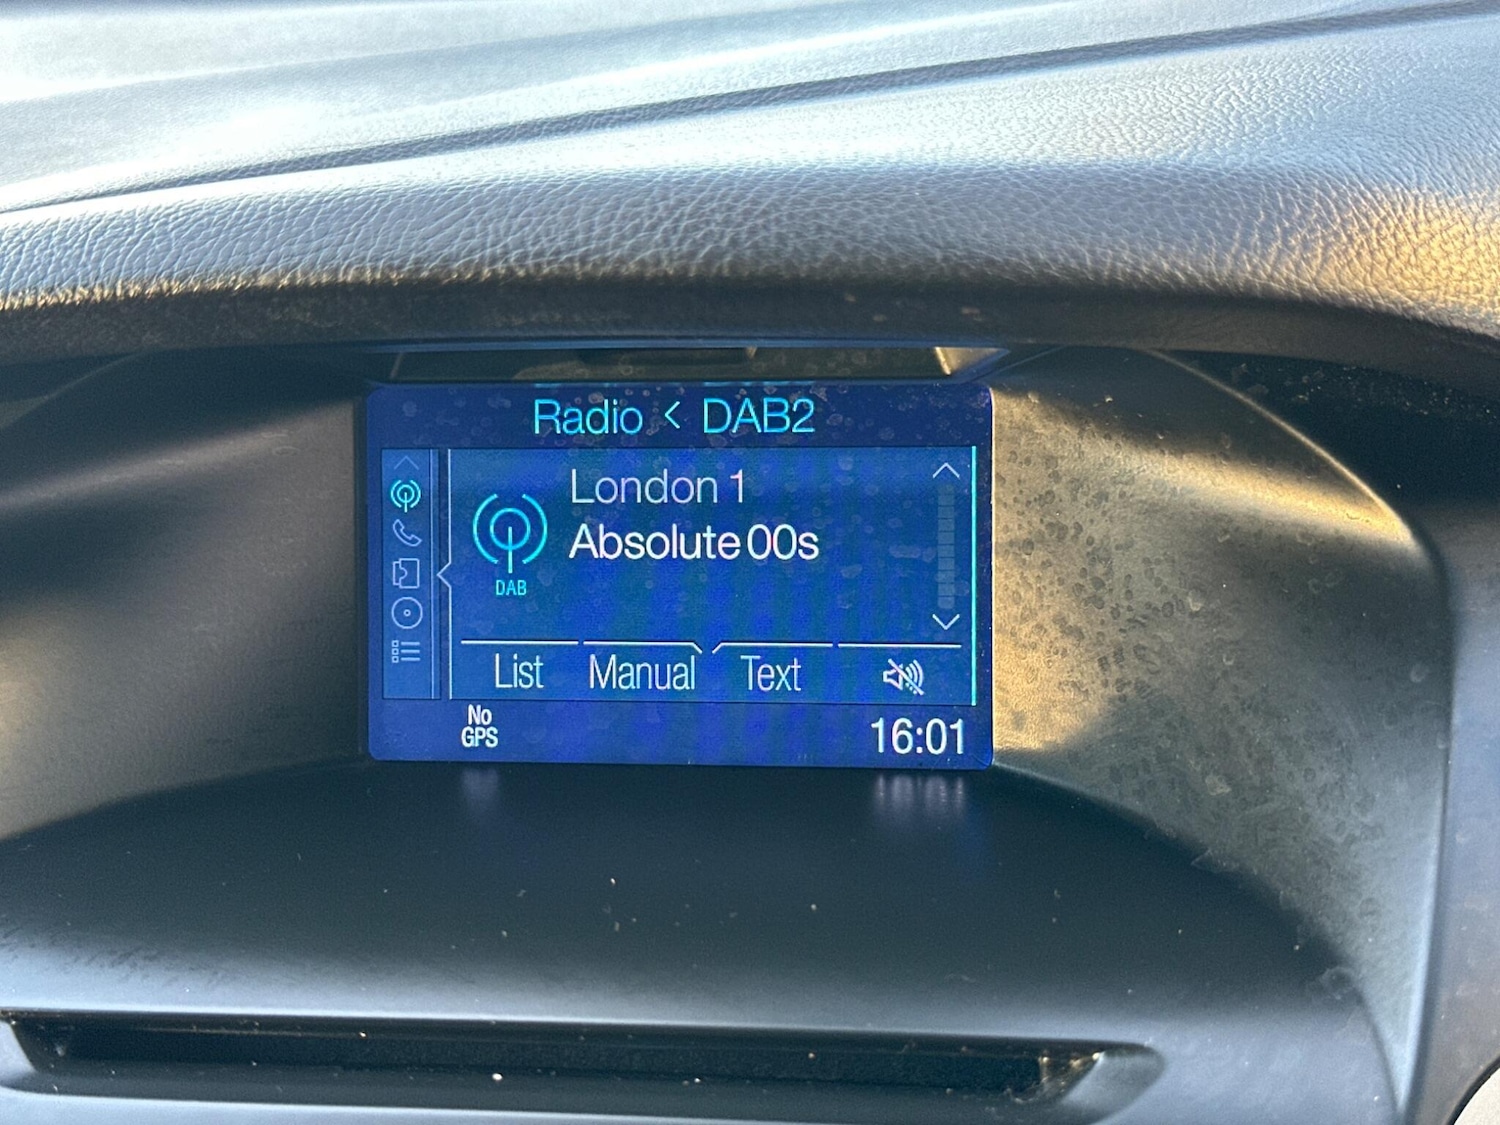 Radio < DAB2
London 1
Absolute 00s
DAB
List Manual Text
No
GPS
16:01